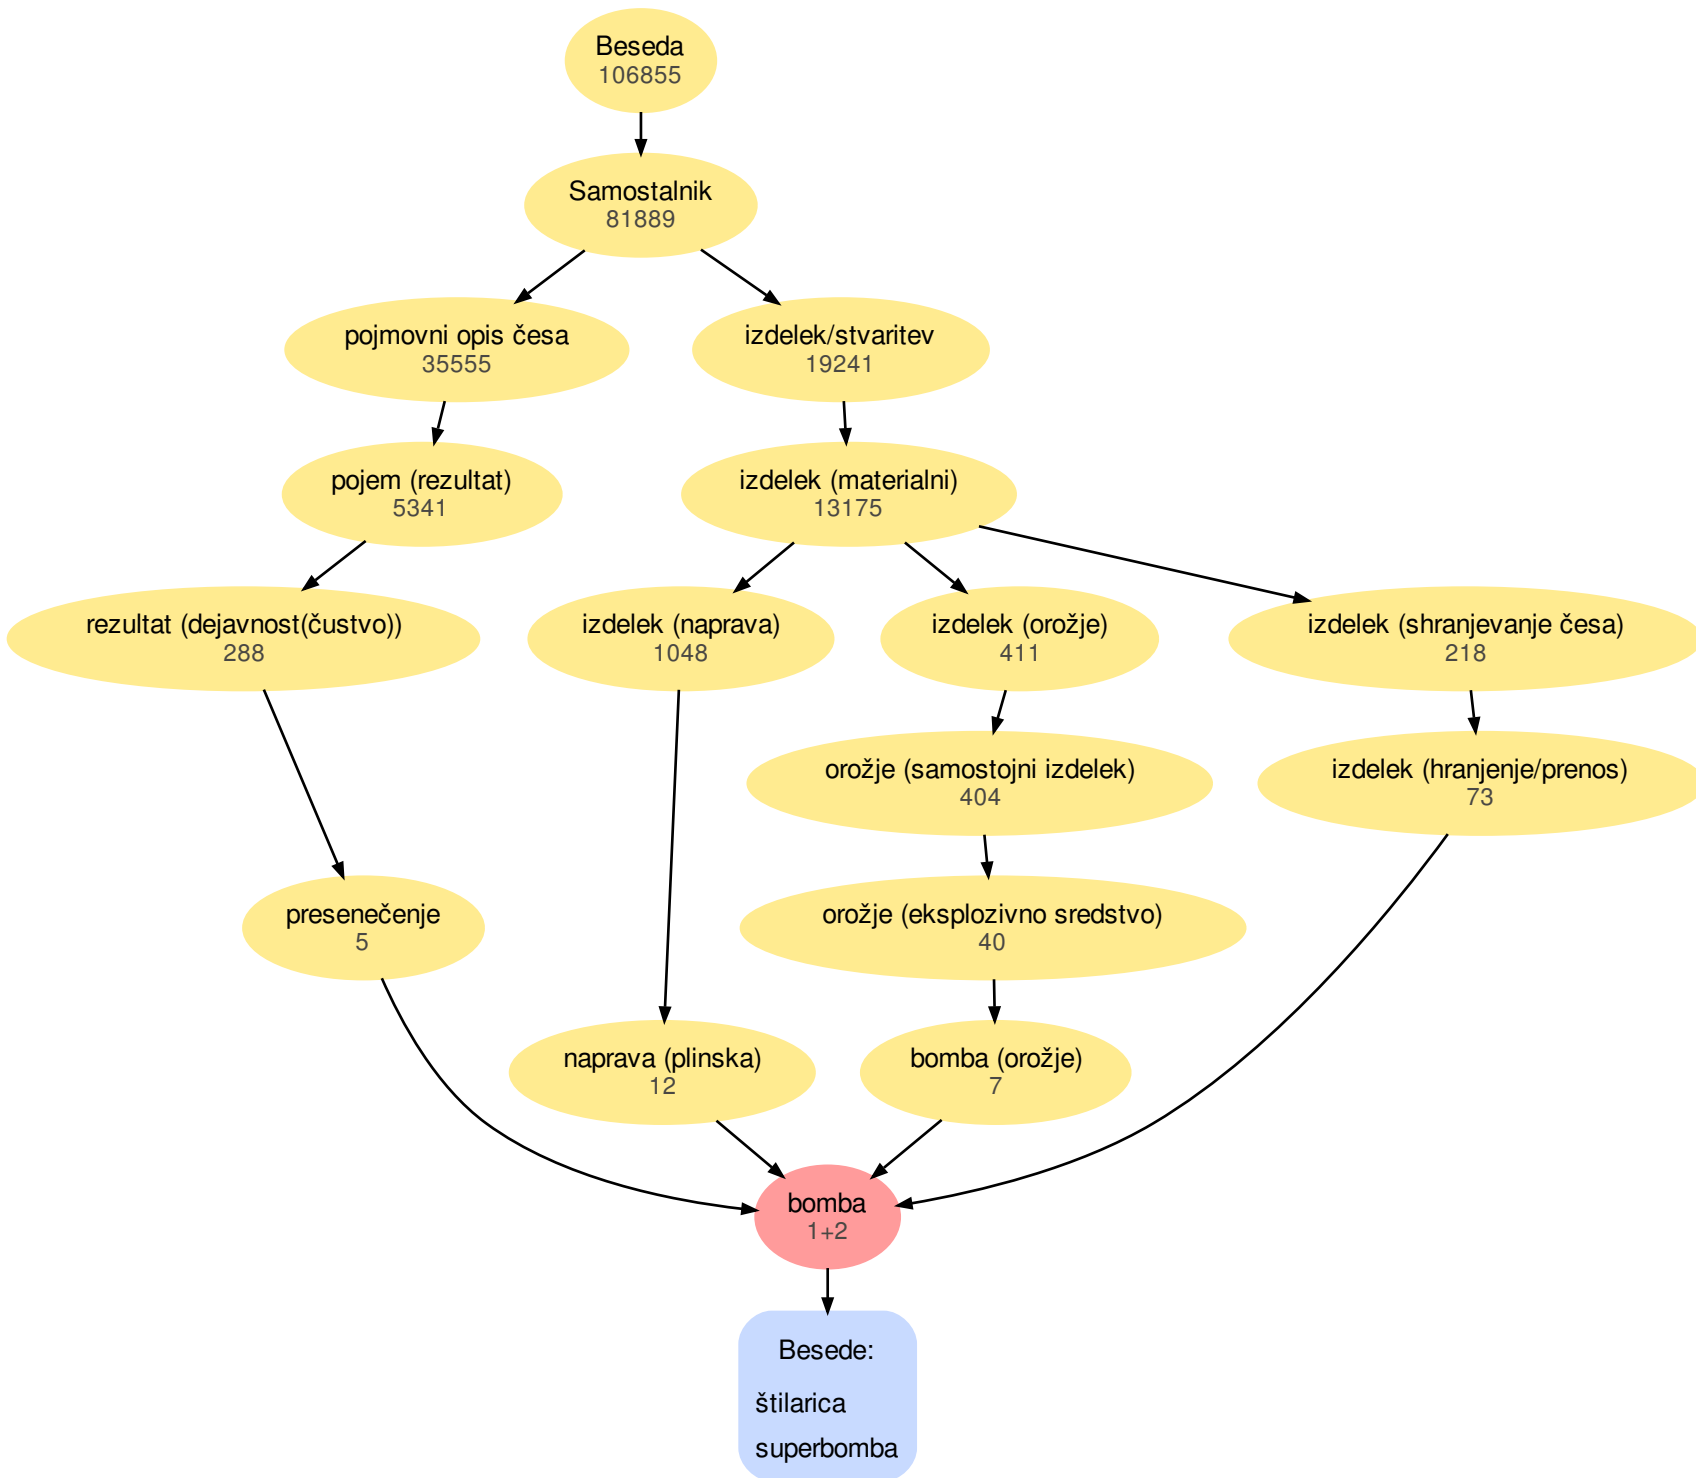 Beseda
106855
Samostalnik
81889
pojmovni opis česa
35555
izdelek/stvaritev
19241
pojem (rezultat)
5341
izdelek (materialni)
13175
rezultat (dejavnost(čustvo))
288
izdelek (naprava)
1048
izdelek (orožje)
411
izdelek (shranjevanje česa)
218
orožje (samostojni izdelek)
404
izdelek (hranjenje/prenos)
73
presenečenje
5
orožje (eksplozivno sredstvo)
40
naprava (plinska)
12
bomba (orožje)
7
bomba
1+2
Besede:
štilarica
superbomba